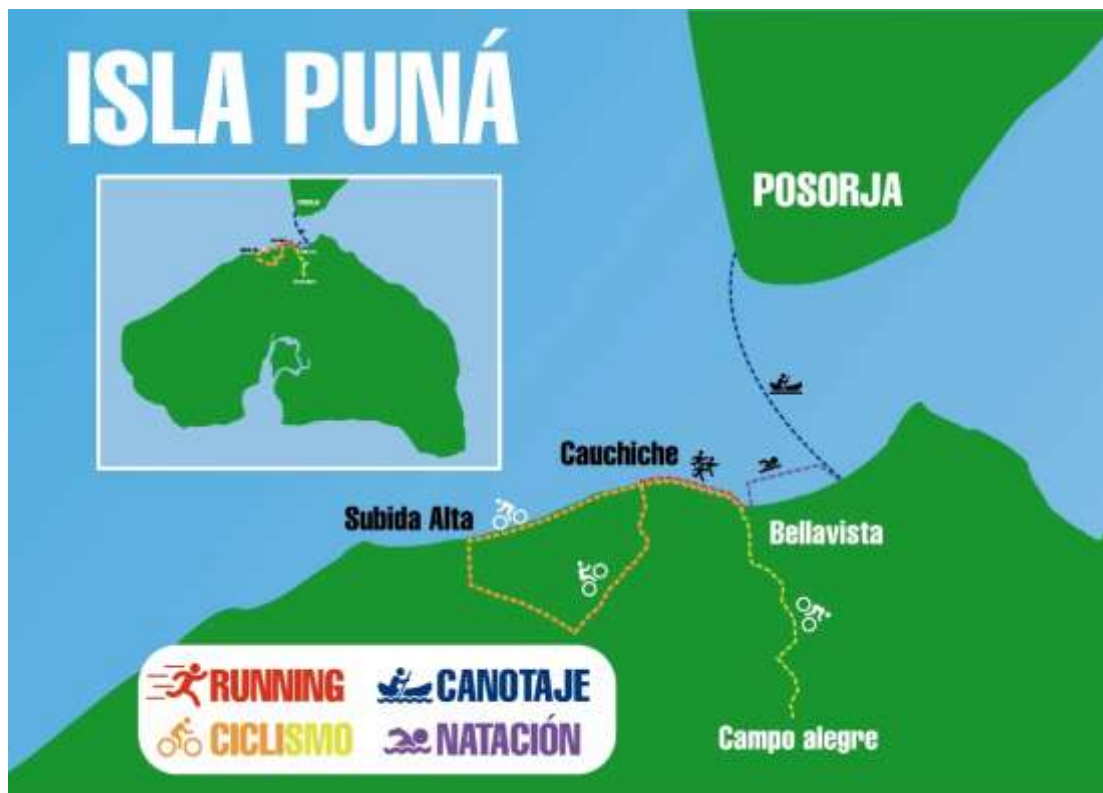 ISLA PUNÁ
POSORJA
Cauchiche
Subida Alta
Bellavista
RUNNING
CANOTAJE
CICLISMO
NATACIÓN
Campo alegre